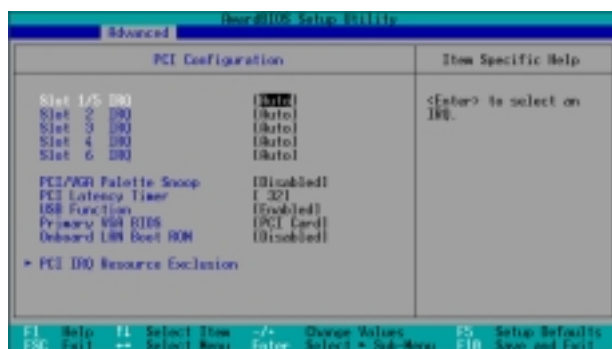 AwardBIOS Setup Utility
Advanced
PCI Configuration
Item Specific Help
Slot 1/5 IRQ [Auto]
Slot 2 IRQ [Auto]
Slot 3 IRQ [Auto]
Slot 4 IRQ [Auto]
Slot 6 IRQ [Auto]
<Enter> to select an
IRQ.
PCI/VGA Palette Snoop [Disabled]
PCI Latency Timer [ 32]
USB Function [Enabled]
Primary VGA BIOS [PCI Card]
Onboard LAN Boot ROM [Disabled]
▸ PCI IRQ Resource Exclusion
F1 Help ↑↓ Select Item -/+ Change Values F5 Setup Defaults
ESC Exit ↔ Select Menu Enter Select ▸ Sub-Menu F10 Save and Exit